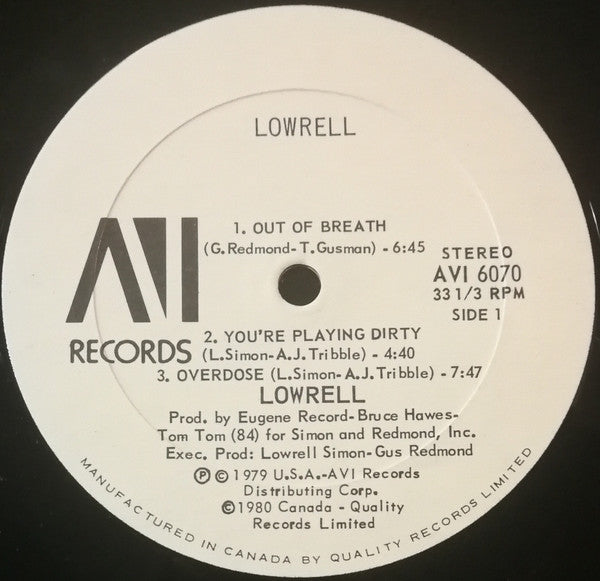 LOWRELL
1. OUT OF BREATH
(G. Redmond-T. Gusman) - 6:45
STEREO
AVI 6070
33 1/3 RPM
SIDE 1
AVI
RECORDS
2. YOU'RE PLAYING DIRTY
(L. Simon-A.J. Tribble) - 4:40
3. OVERDOSE (L. Simon-A.J. Tribble) - 7:47
LOWRELL
Prod. by Eugene Record-Bruce Hawes-
Tom Tom (84) for Simon and Redmond, Inc.
Exec. Prod: Lowrell Simon-Gus Redmond
Ⓟ © 1979 U.S.A.-AVI Records
Distributing Corp.
©1980 Canada - Quality
Records Limited
MANUFACTURED IN CANADA BY QUALITY RECORDS LIMITED